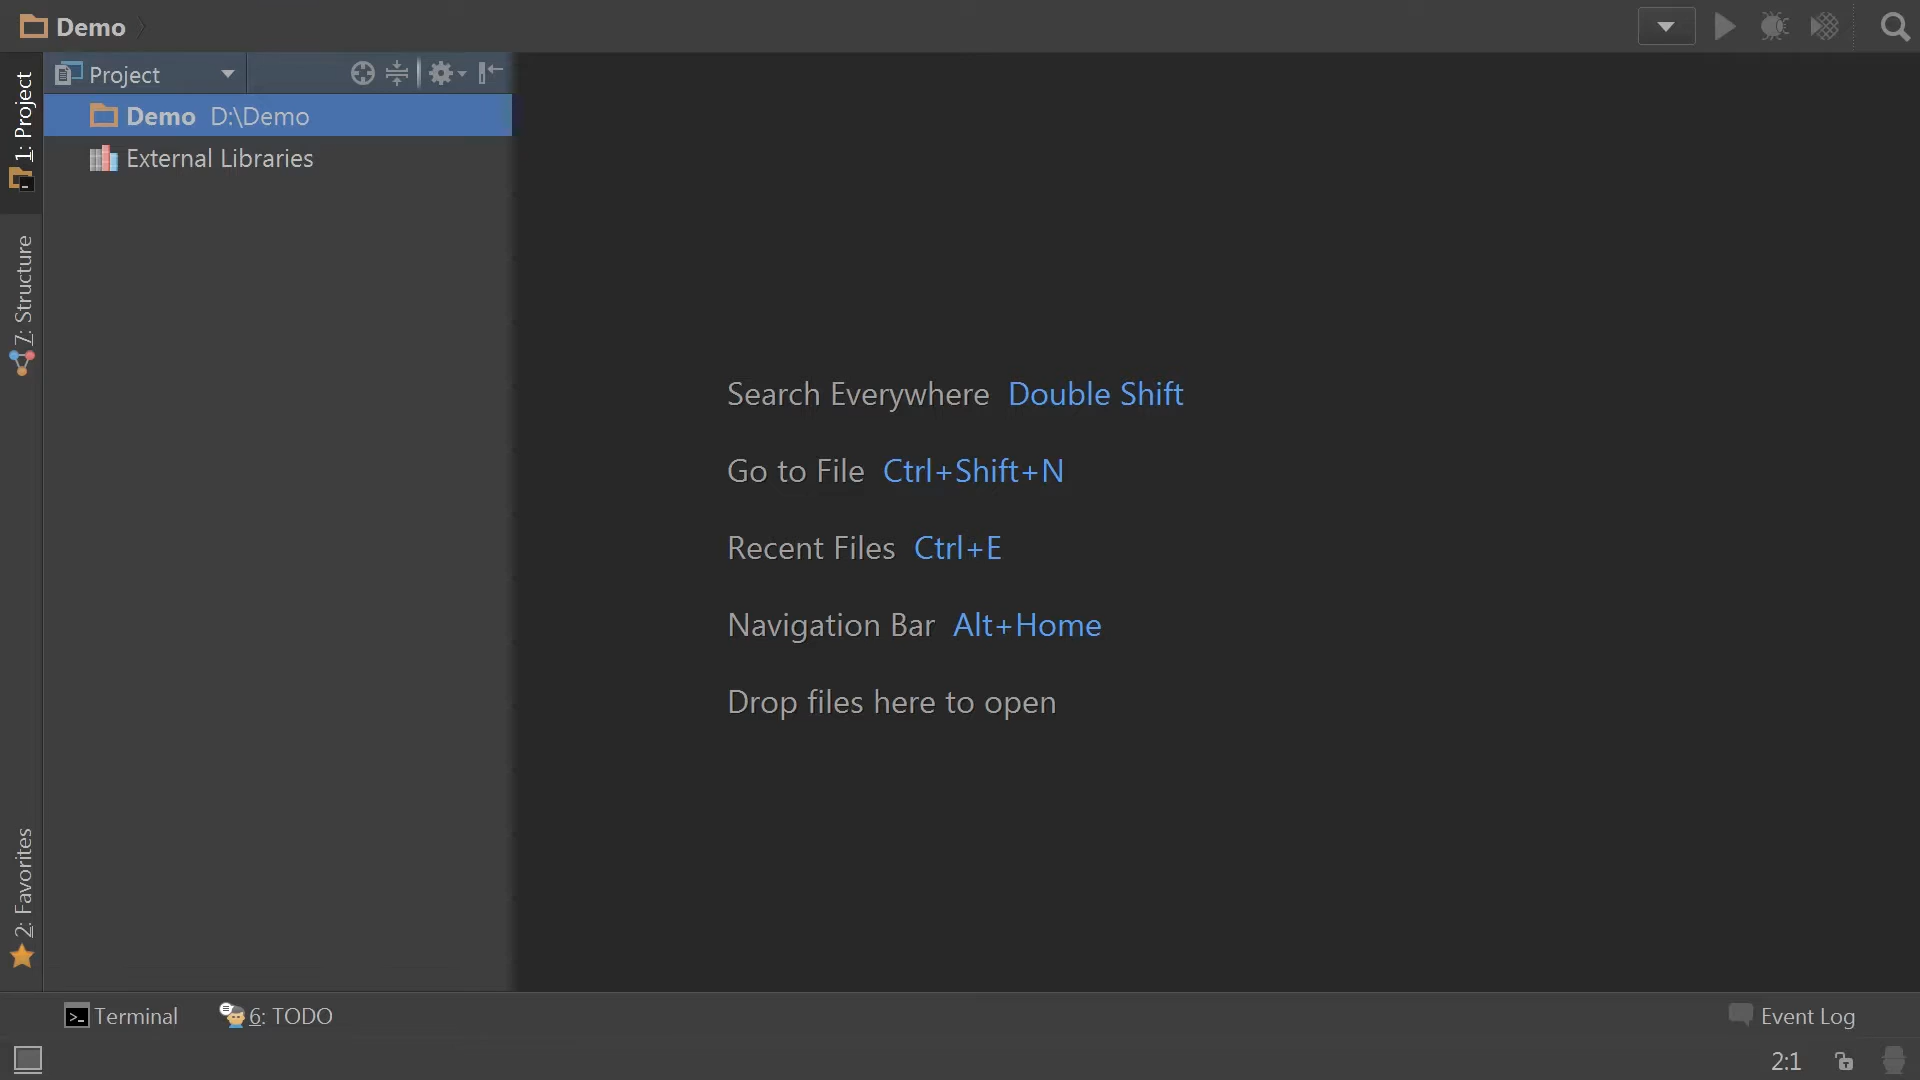 Demo
1: Project
Project
Demo D:\Demo
External Libraries
7: Structure
Search Everywhere Double Shift
Go to File Ctrl+Shift+N
Recent Files Ctrl+E
Navigation Bar Alt+Home
Drop files here to open
2: Favorites
Terminal
6: TODO
Event Log
2:1